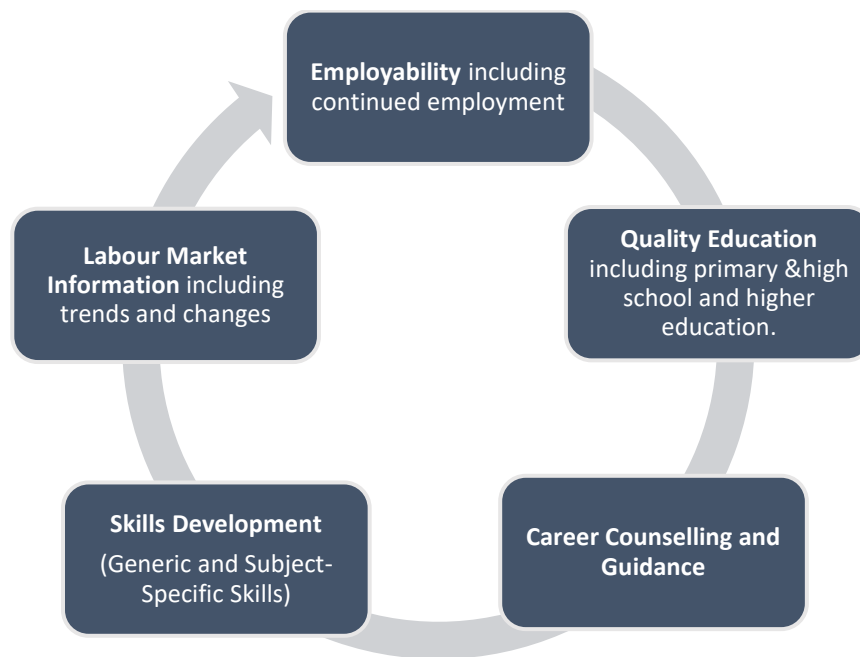 Employability including
continued employment
Quality Education
including primary &high
school and higher
education.
Career Counselling and
Guidance
Skills Development
(Generic and Subject-
Specific Skills)
Labour Market
Information including
trends and changes